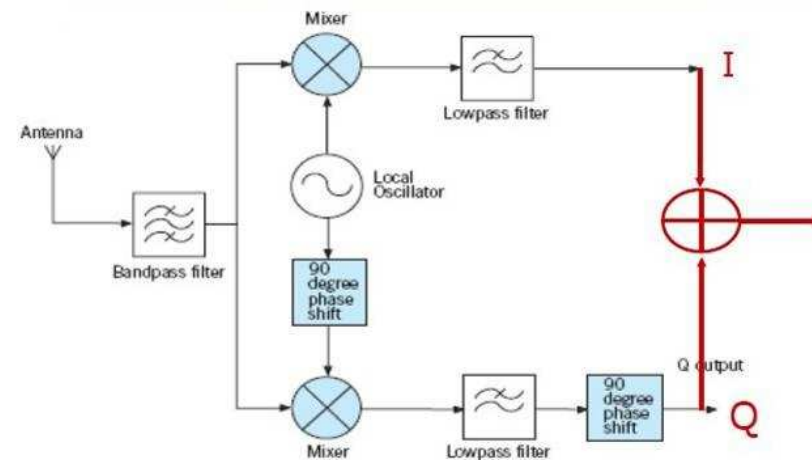 Mixer
I
Lowpass filter
Antenna
Local
Oscillator
Bandpass filter
90
degree
phase
shift
Q output
90
degree
phase
shift
Q
Mixer
Lowpass filter